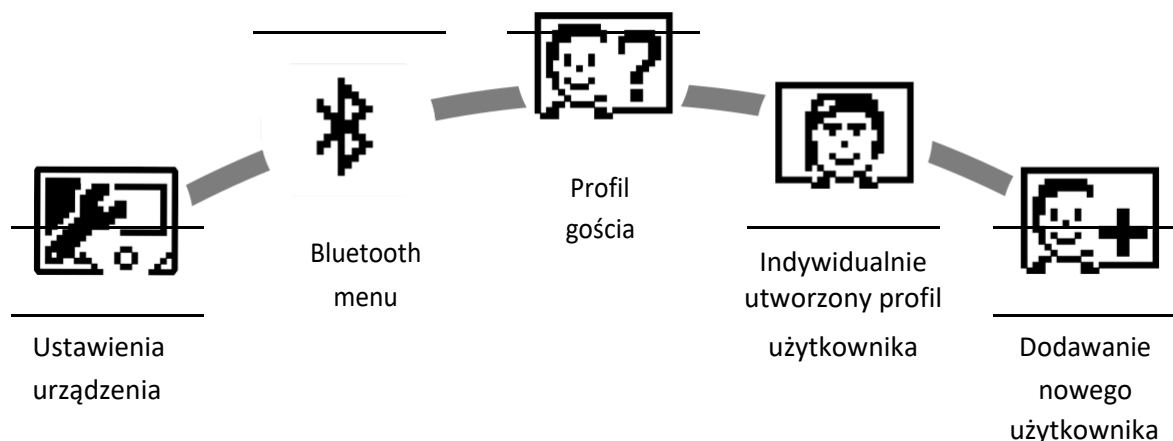 Ustawienia
urządzenia
Bluetooth
menu
?
Profil
gościa
Indywidualnie
utworzony profil
użytkownika
+
Dodawanie
nowego
użytkownika